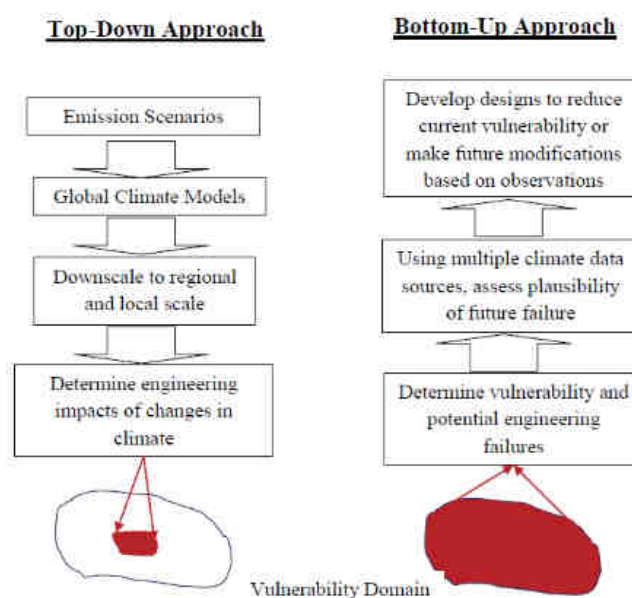 Top-Down Approach
Emission Scenarios
Global Climate Models
Downscale to regional
and local scale
Determine engineering
impacts of changes in
climate
Bottom-Up Approach
Develop designs to reduce
current vulnerability or
make future modifications
based on observations
Using multiple climate data
sources, assess plausibility
of future failure
Determine vulnerability and
potential engineering
failures
Vulnerability Domain